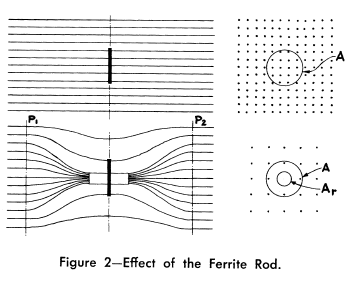 A
P₁ P₂
A
Aᵣ
Figure 2—Effect of the Ferrite Rod.